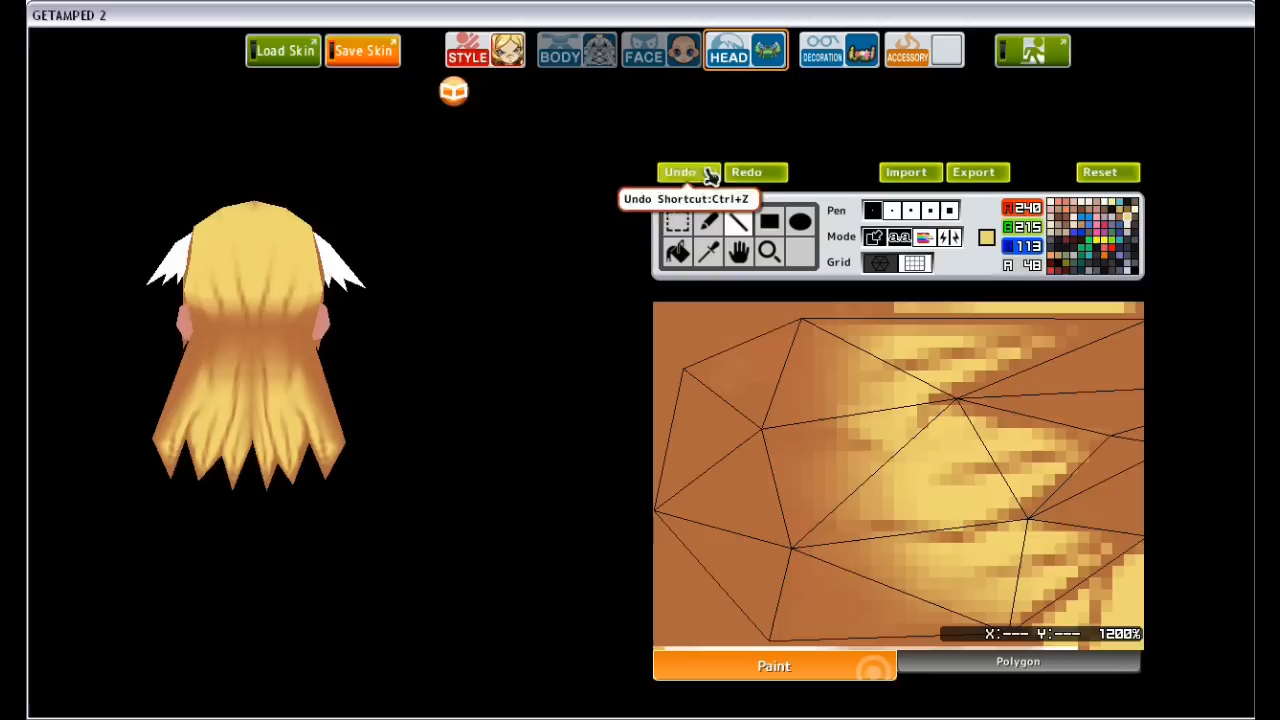 GETAMPED 2
Load Skin
Save Skin
STYLE
BODY
FACE
HEAD
DECORATION
ACCESSORY
Undo
Redo
Import
Export
Reset
Undo Shortcut:Ctrl+Z
Pen
Mode
aa
Grid
R 240
G 215
B 113
A 48
X:--- Y:--- 1200%
Paint
Polygon